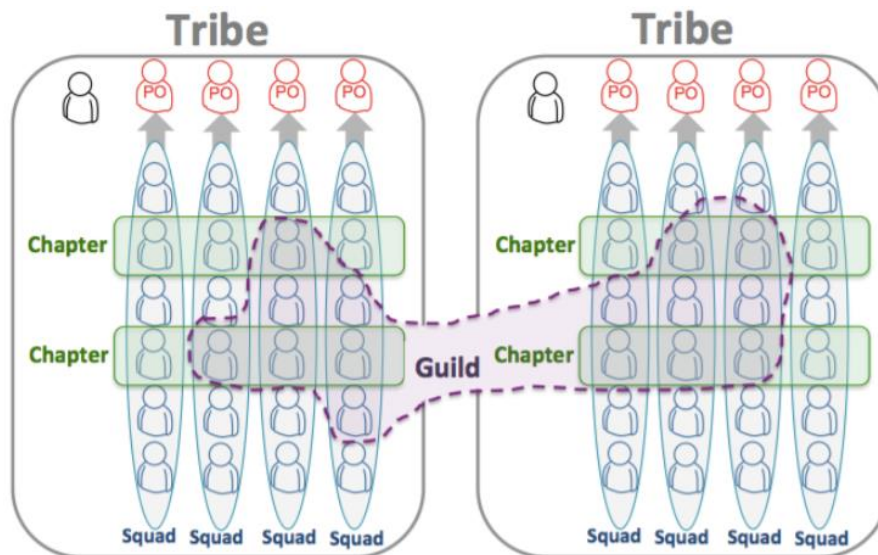 Tribe Tribe
PO PO PO PO PO PO PO PO
Chapter Chapter
Chapter Guild Chapter
Squad Squad Squad Squad Squad Squad Squad Squad